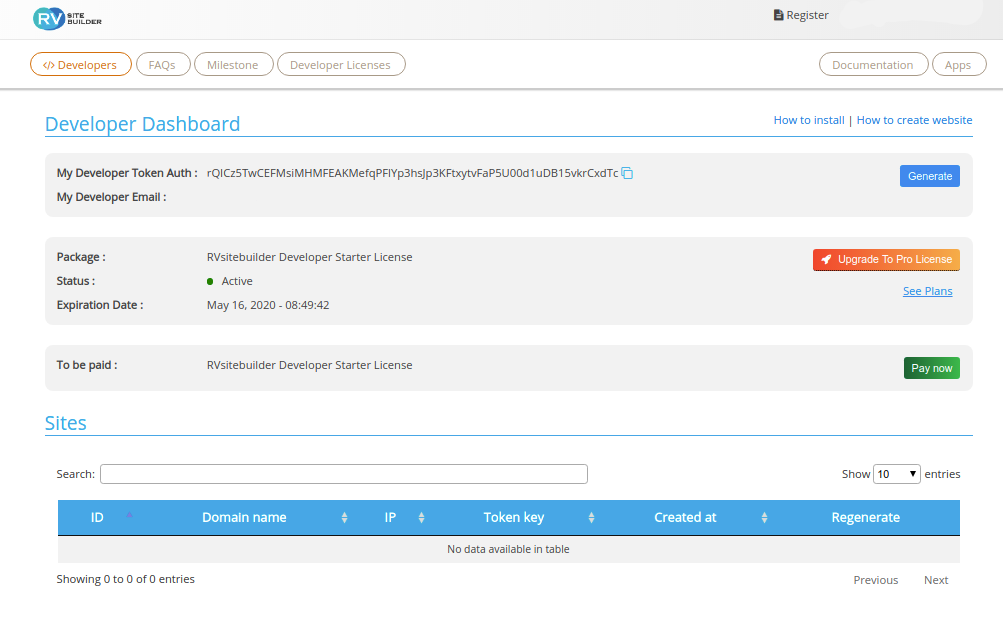 RV SITE BUILDER
Register
</> Developers FAQs Milestone Developer Licenses Documentation Apps
Developer Dashboard How to install | How to create website
My Developer Token Auth : rQICz5TwCEFMsiMHMFEAKMefqPFIYp3hsJp3KFtxytvFaP5U00d1uDB15vkrCxdTc Generate
My Developer Email :
Package : RVsitebuilder Developer Starter License Upgrade To Pro License
Status : Active
See Plans
Expiration Date : May 16, 2020 - 08:49:42
To be paid : RVsitebuilder Developer Starter License Pay now
Sites
Search: Show 10 entries
ID Domain name IP Token key Created at Regenerate
No data available in table
Showing 0 to 0 of 0 entries Previous Next